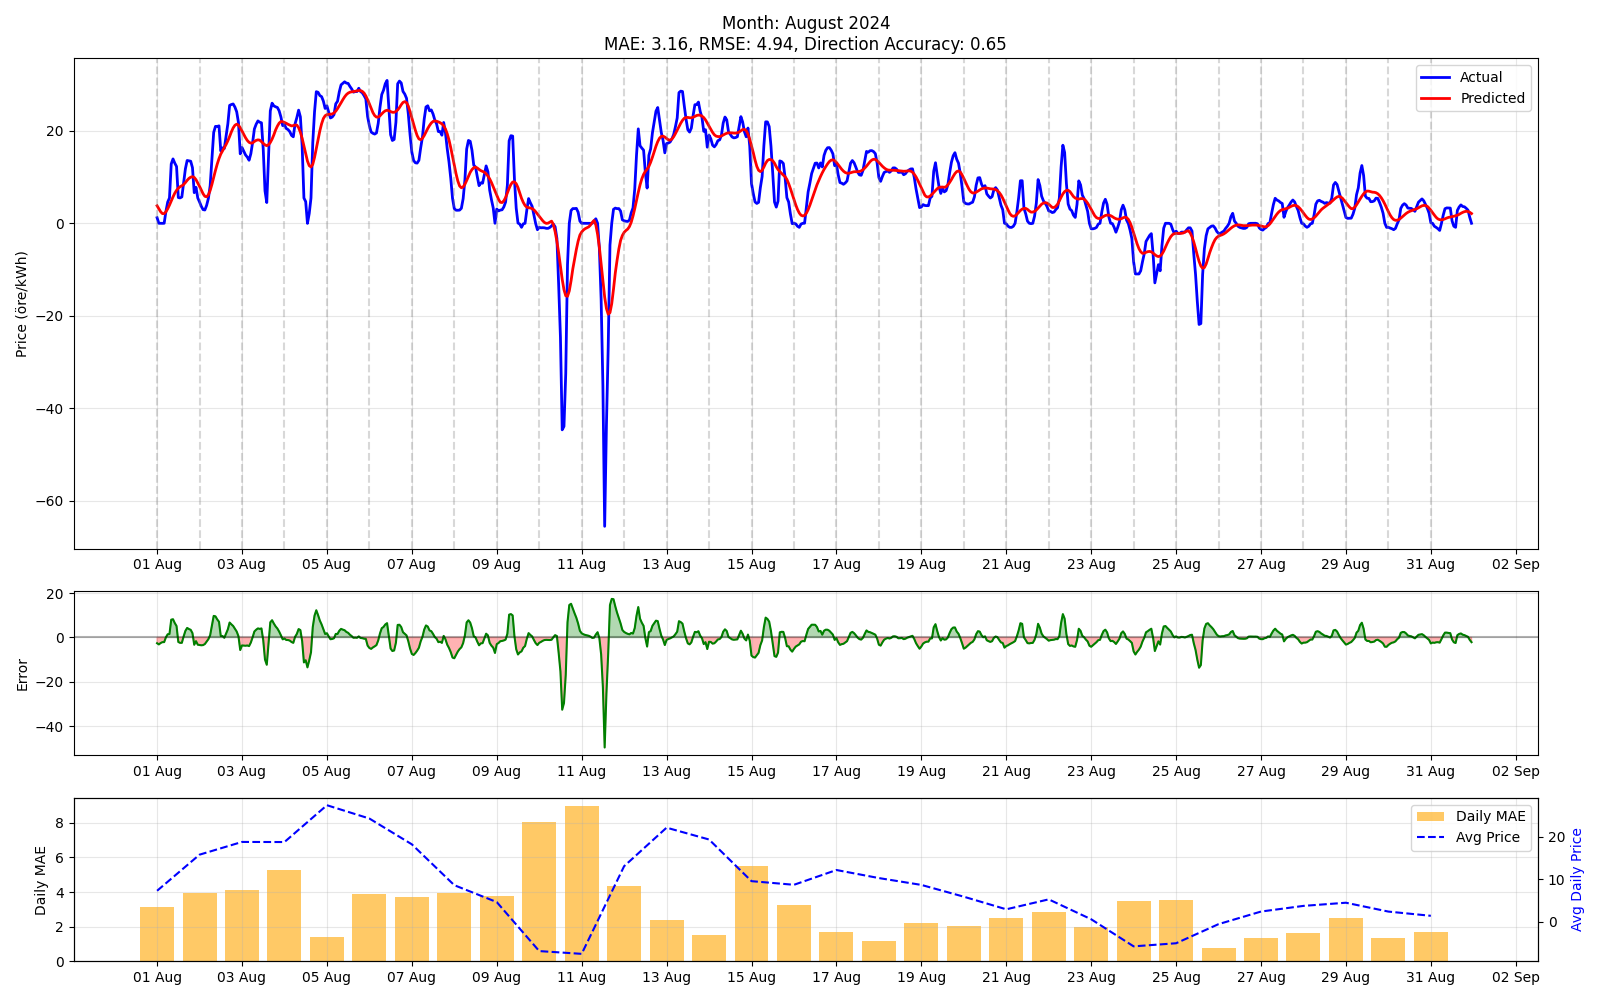 Month: August 2024
MAE: 3.16, RMSE: 4.94, Direction Accuracy: 0.65
Actual
Predicted
Price (öre/kWh)
20
0
−20
−40
−60
01 Aug 03 Aug 05 Aug 07 Aug 09 Aug 11 Aug 13 Aug 15 Aug 17 Aug 19 Aug 21 Aug 23 Aug 25 Aug 27 Aug 29 Aug 31 Aug 02 Sep
Error
20
0
−20
−40
01 Aug 03 Aug 05 Aug 07 Aug 09 Aug 11 Aug 13 Aug 15 Aug 17 Aug 19 Aug 21 Aug 23 Aug 25 Aug 27 Aug 29 Aug 31 Aug 02 Sep
Daily MAE
8
6
4
2
0
Daily MAE
Avg Price
20
10
0
Avg Daily Price
01 Aug 03 Aug 05 Aug 07 Aug 09 Aug 11 Aug 13 Aug 15 Aug 17 Aug 19 Aug 21 Aug 23 Aug 25 Aug 27 Aug 29 Aug 31 Aug 02 Sep